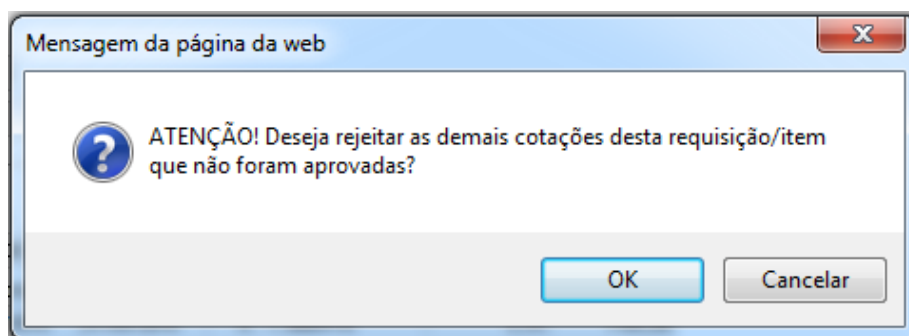 Mensagem da página da web
ATENÇÃO! Deseja rejeitar as demais cotações desta requisição/item
que não foram aprovadas?
OK
Cancelar